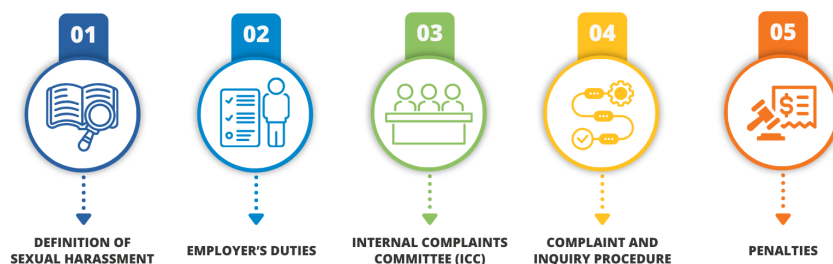 01
02
03
04
05
$
DEFINITION OF
SEXUAL HARASSMENT
EMPLOYER'S DUTIES
INTERNAL COMPLAINTS
COMMITTEE (ICC)
COMPLAINT AND
INQUIRY PROCEDURE
PENALTIES